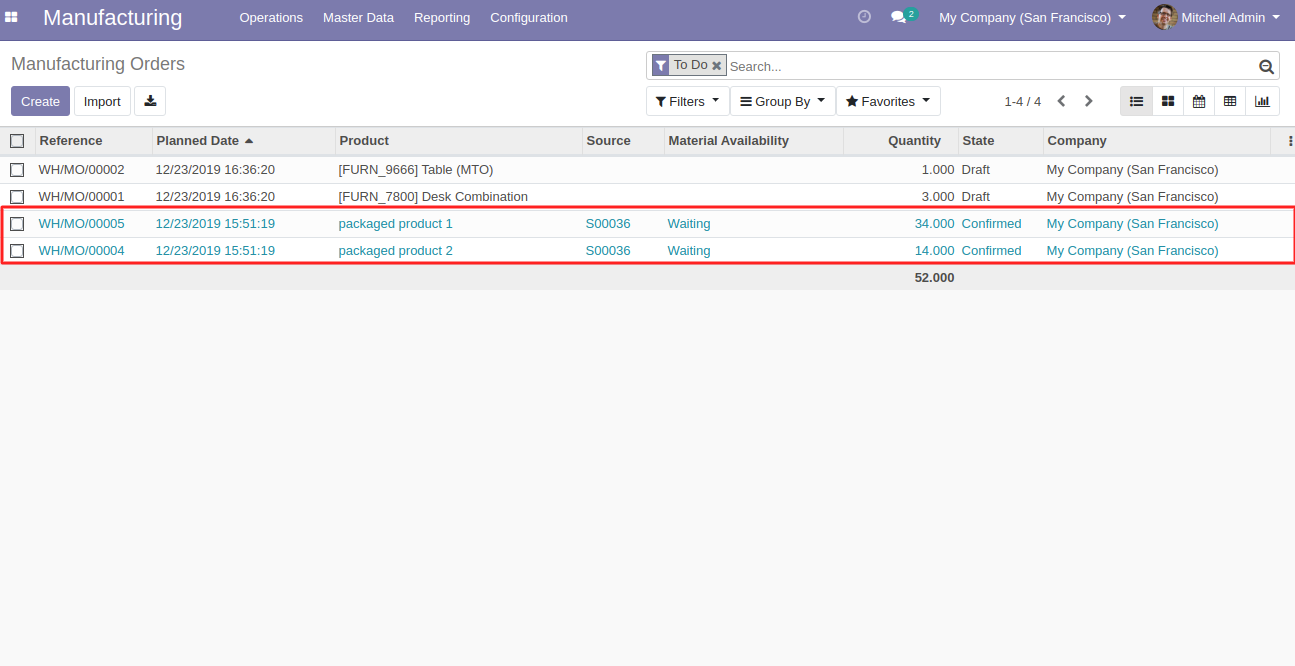 Manufacturing Operations Master Data Reporting Configuration 2 My Company (San Francisco) Mitchell Admin
Manufacturing Orders To Do Search...
Create Import Filters Group By Favorites 1-4 / 4
Reference Planned Date Product Source Material Availability Quantity State Company
WH/MO/00002 12/23/2019 16:36:20 [FURN_9666] Table (MTO) 1.000 Draft My Company (San Francisco)
WH/MO/00001 12/23/2019 16:36:20 [FURN_7800] Desk Combination 3.000 Draft My Company (San Francisco)
WH/MO/00005 12/23/2019 15:51:19 packaged product 1 S00036 Waiting 34.000 Confirmed My Company (San Francisco)
WH/MO/00004 12/23/2019 15:51:19 packaged product 2 S00036 Waiting 14.000 Confirmed My Company (San Francisco)
52.000